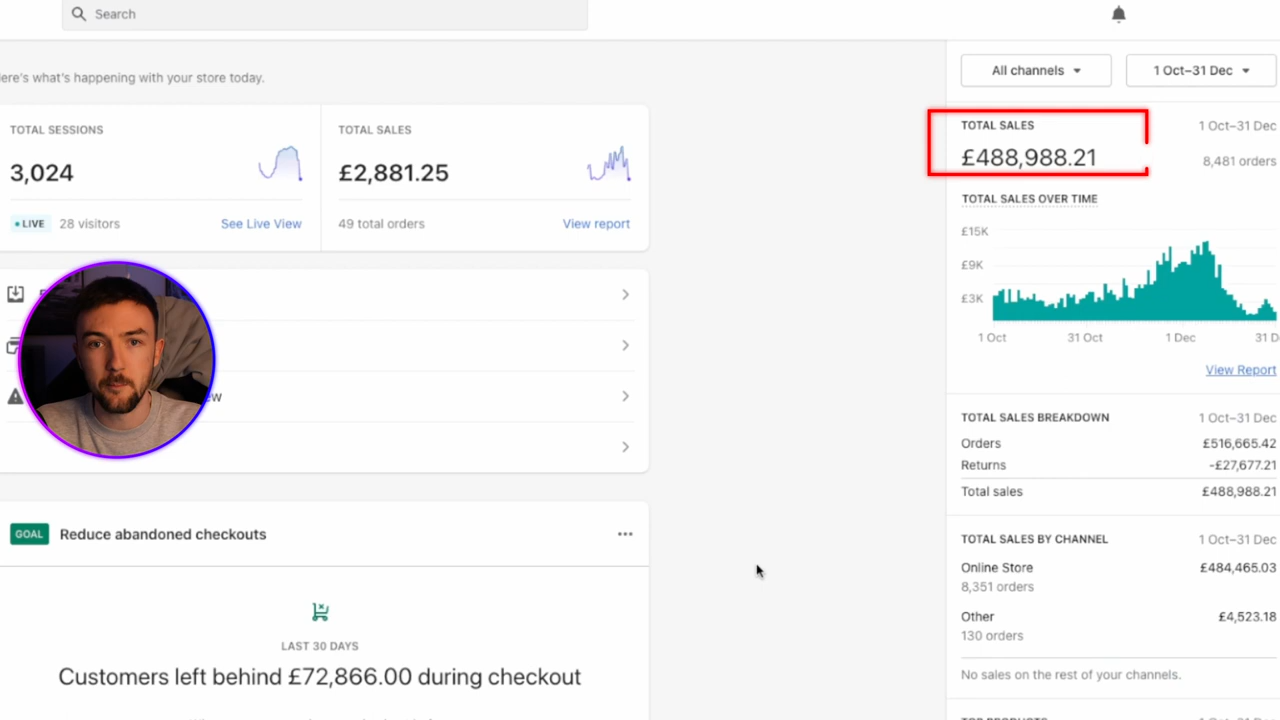 Search
ere's what's happening with your store today.
All channels
1 Oct–31 Dec
TOTAL SESSIONS
3,024
LIVE 28 visitors
See Live View
TOTAL SALES
£2,881.25
49 total orders
View report
TOTAL SALES
1 Oct–31 Dec
£488,988.21
8,481 orders
TOTAL SALES OVER TIME
£15K
£9K
£3K
1 Oct
31 Oct
1 Dec
31 D
View Report
TOTAL SALES BREAKDOWN
1 Oct–31 Dec
Orders
£516,665.42
Returns
-£27,677.21
Total sales
£488,988.21
TOTAL SALES BY CHANNEL
1 Oct–31 Dec
Online Store
£484,465.03
8,351 orders
Other
£4,523.18
130 orders
No sales on the rest of your channels.
GOAL Reduce abandoned checkouts
LAST 30 DAYS
Customers left behind £72,866.00 during checkout